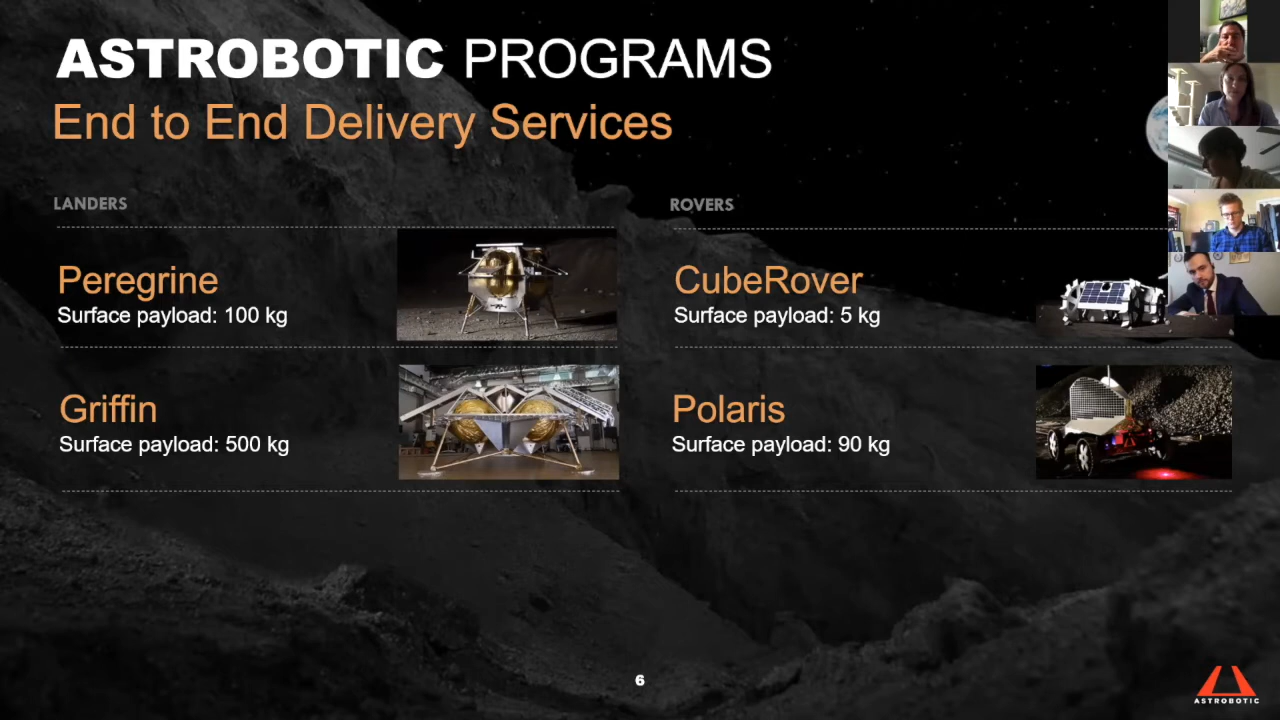 ASTROBOTIC PROGRAMS
End to End Delivery Services
LANDERS
Peregrine
Surface payload: 100 kg
Griffin
Surface payload: 500 kg
ROVERS
CubeRover
Surface payload: 5 kg
Polaris
Surface payload: 90 kg
6
ASTROBOTIC